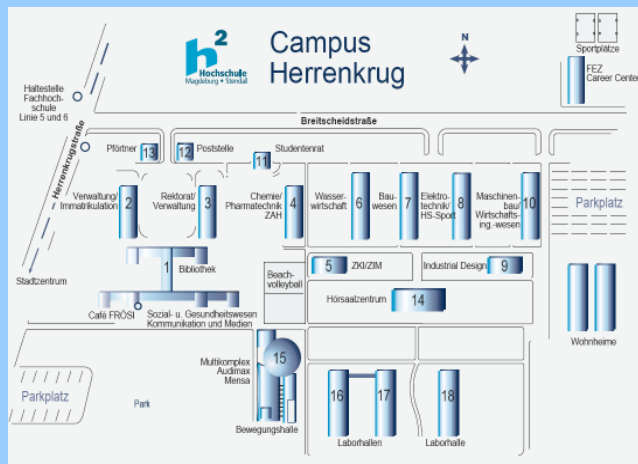 h2
Hochschule
Magdeburg • Stendal
Campus
Herrenkrug
N
Sportplätze
FEZ
Career Center
Haltestelle
Fachhoch-
schule
Linie 5 und 6
Herrenkrugstraße
Breitscheidstraße
Pförtner
13
12
Poststelle
11
Studentenrat
Verwaltung/
Immatrikulation
2
Rektorat/
Verwaltung
3
Chemie/
Pharmatechnik
ZAH
4
Wasser-
wirtschaft
6
Bau-
wesen
7
Elektro-
technik/
HS-Sport
8
Maschinen-
bau/
Wirtschafts-
ing.-wesen
10
Parkplatz
Stadtzentrum
1
Bibliothek
Café FRÖSI
Sozial- u. Gesundheitswesen
Kommunikation und Medien
Beach-
volleyball
5
ZKI/ZIM
Industrial Design
9
Hörsaalzentrum
14
Wohnheime
Parkplatz
Park
Multikomplex
Audimax
Mensa
15
Bewegungshalle
16
17
Laborhallen
18
Laborhalle